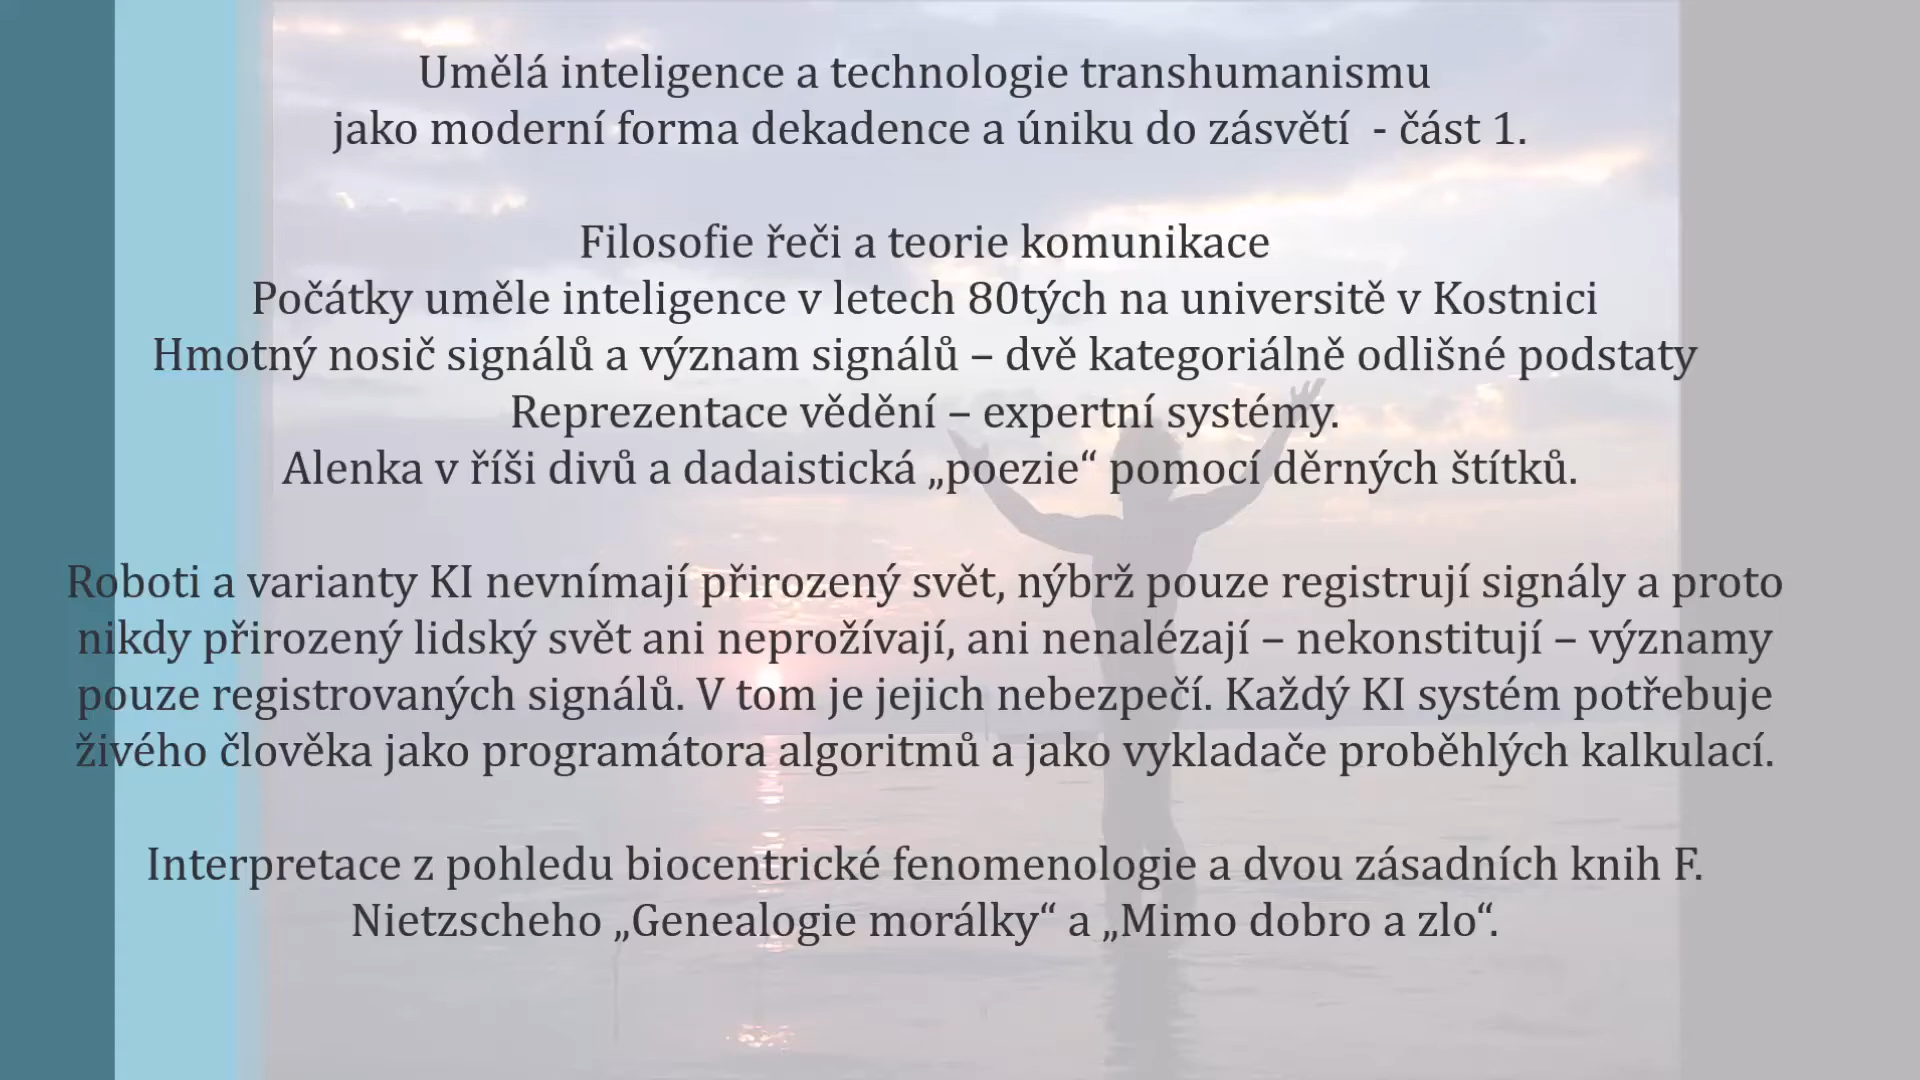 Umělá inteligence a technologie transhumanismu
jako moderní forma dekadence a úniku do zásvětí - část 1.
Filosofie řeči a teorie komunikace
Počátky uměle inteligence v letech 80tých na universitě v Kostnici
Hmotný nosič signálů a význam signálů – dvě kategoriálně odlišné podstaty
Reprezentace vědění – expertní systémy.
Alenka v říši divů a dadaistická „poezie“ pomocí děrných štítků.
Roboti a varianty KI nevnímají přirozený svět, nýbrž pouze registrují signály a proto
nikdy přirozený lidský svět ani neprožívají, ani nenalézají – nekonstitují – významy
pouze registrovaných signálů. V tom je jejich nebezpečí. Každý KI systém potřebuje
živého člověka jako programátora algoritmů a jako vykladače proběhlých kalkulací.
Interpretace z pohledu biocentrické fenomenologie a dvou zásadních knih F.
Nietzscheho „Genealogie morálky“ a „Mimo dobro a zlo“.